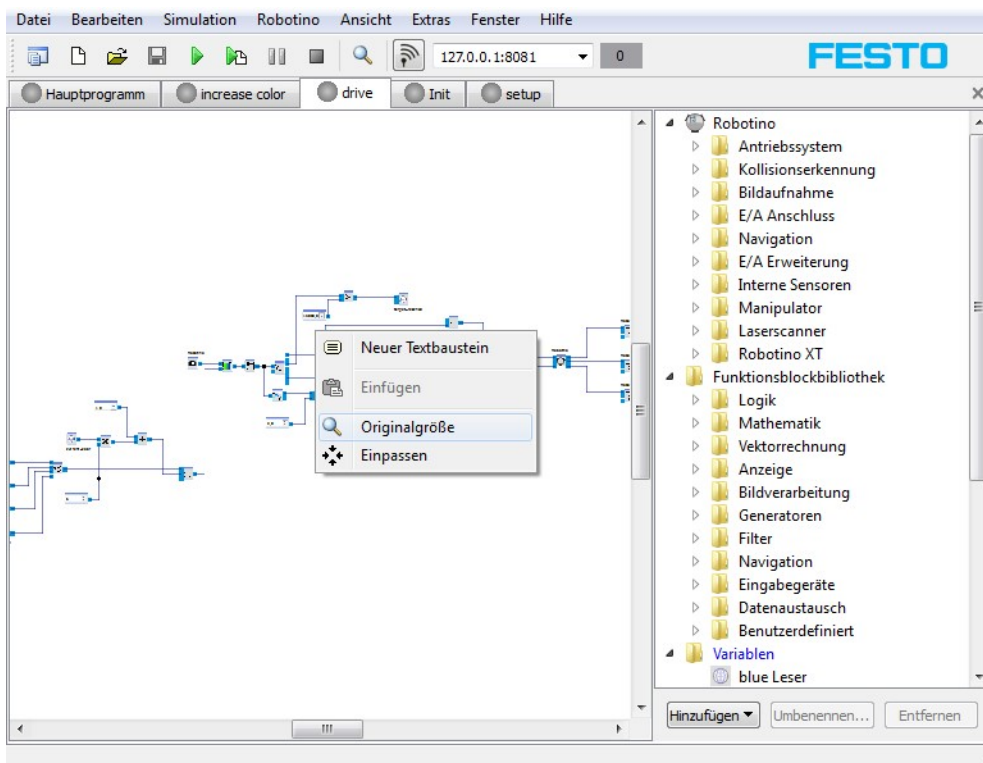 Datei Bearbeiten Simulation Robotino Ansicht Extras Fenster Hilfe
127.0.0.1:8081 0 FESTO
Hauptprogramm increase color drive Init setup
Robotino
Antriebssystem
Kollisionserkennung
Bildaufnahme
E/A Anschluss
Navigation
E/A Erweiterung
Interne Sensoren
Manipulator
Laserscanner
Robotino XT
Funktionsblockbibliothek
Logik
Mathematik
Vektorrechnung
Anzeige
Bildverarbeitung
Generatoren
Filter
Navigation
Eingabegeräte
Datenaustausch
Benutzerdefiniert
Variablen
blue Leser
Neuer Textbaustein
Einfügen
Originalgröße
Einpassen
Hinzufügen Umbenennen... Entfernen